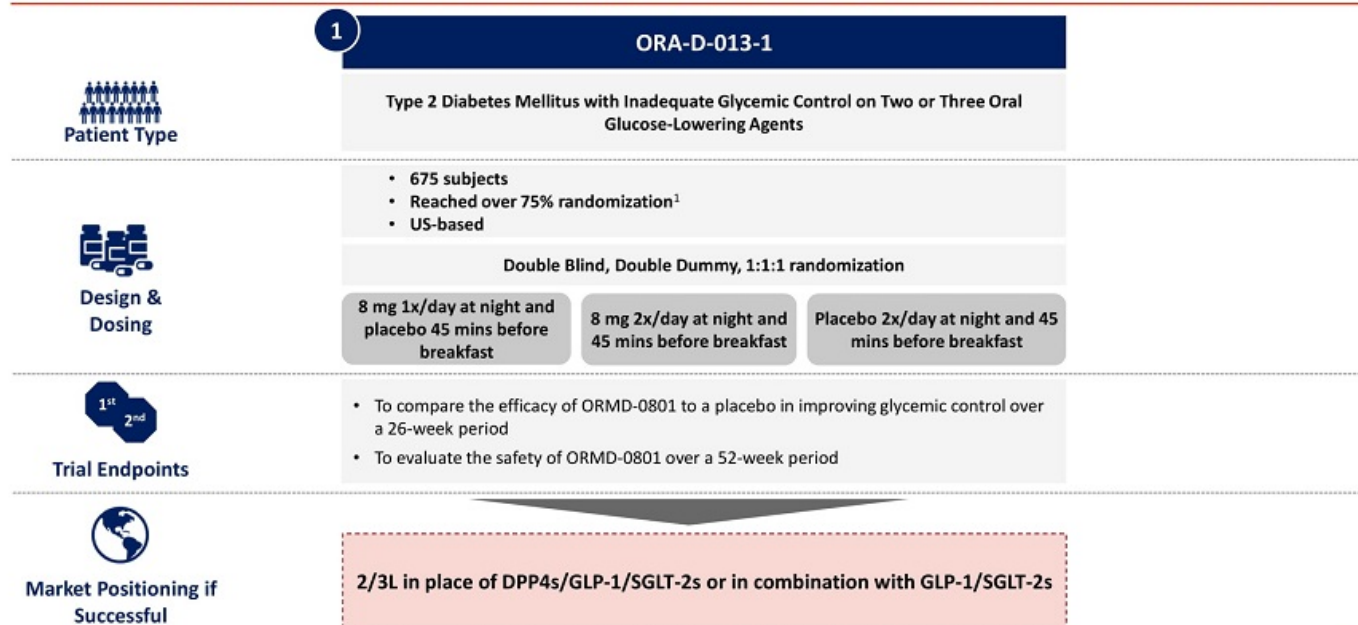 1
ORA-D-013-1
Patient Type
Type 2 Diabetes Mellitus with Inadequate Glycemic Control on Two or Three Oral
Glucose-Lowering Agents
Design &
Dosing
• 675 subjects
• Reached over 75% randomization¹
• US-based
Double Blind, Double Dummy, 1:1:1 randomization
8 mg 1x/day at night and
placebo 45 mins before
breakfast
8 mg 2x/day at night and
45 mins before breakfast
Placebo 2x/day at night and 45
mins before breakfast
1st
2nd
Trial Endpoints
• To compare the efficacy of ORMD-0801 to a placebo in improving glycemic control over
a 26-week period
• To evaluate the safety of ORMD-0801 over a 52-week period
Market Positioning if
Successful
2/3L in place of DPP4s/GLP-1/SGLT-2s or in combination with GLP-1/SGLT-2s